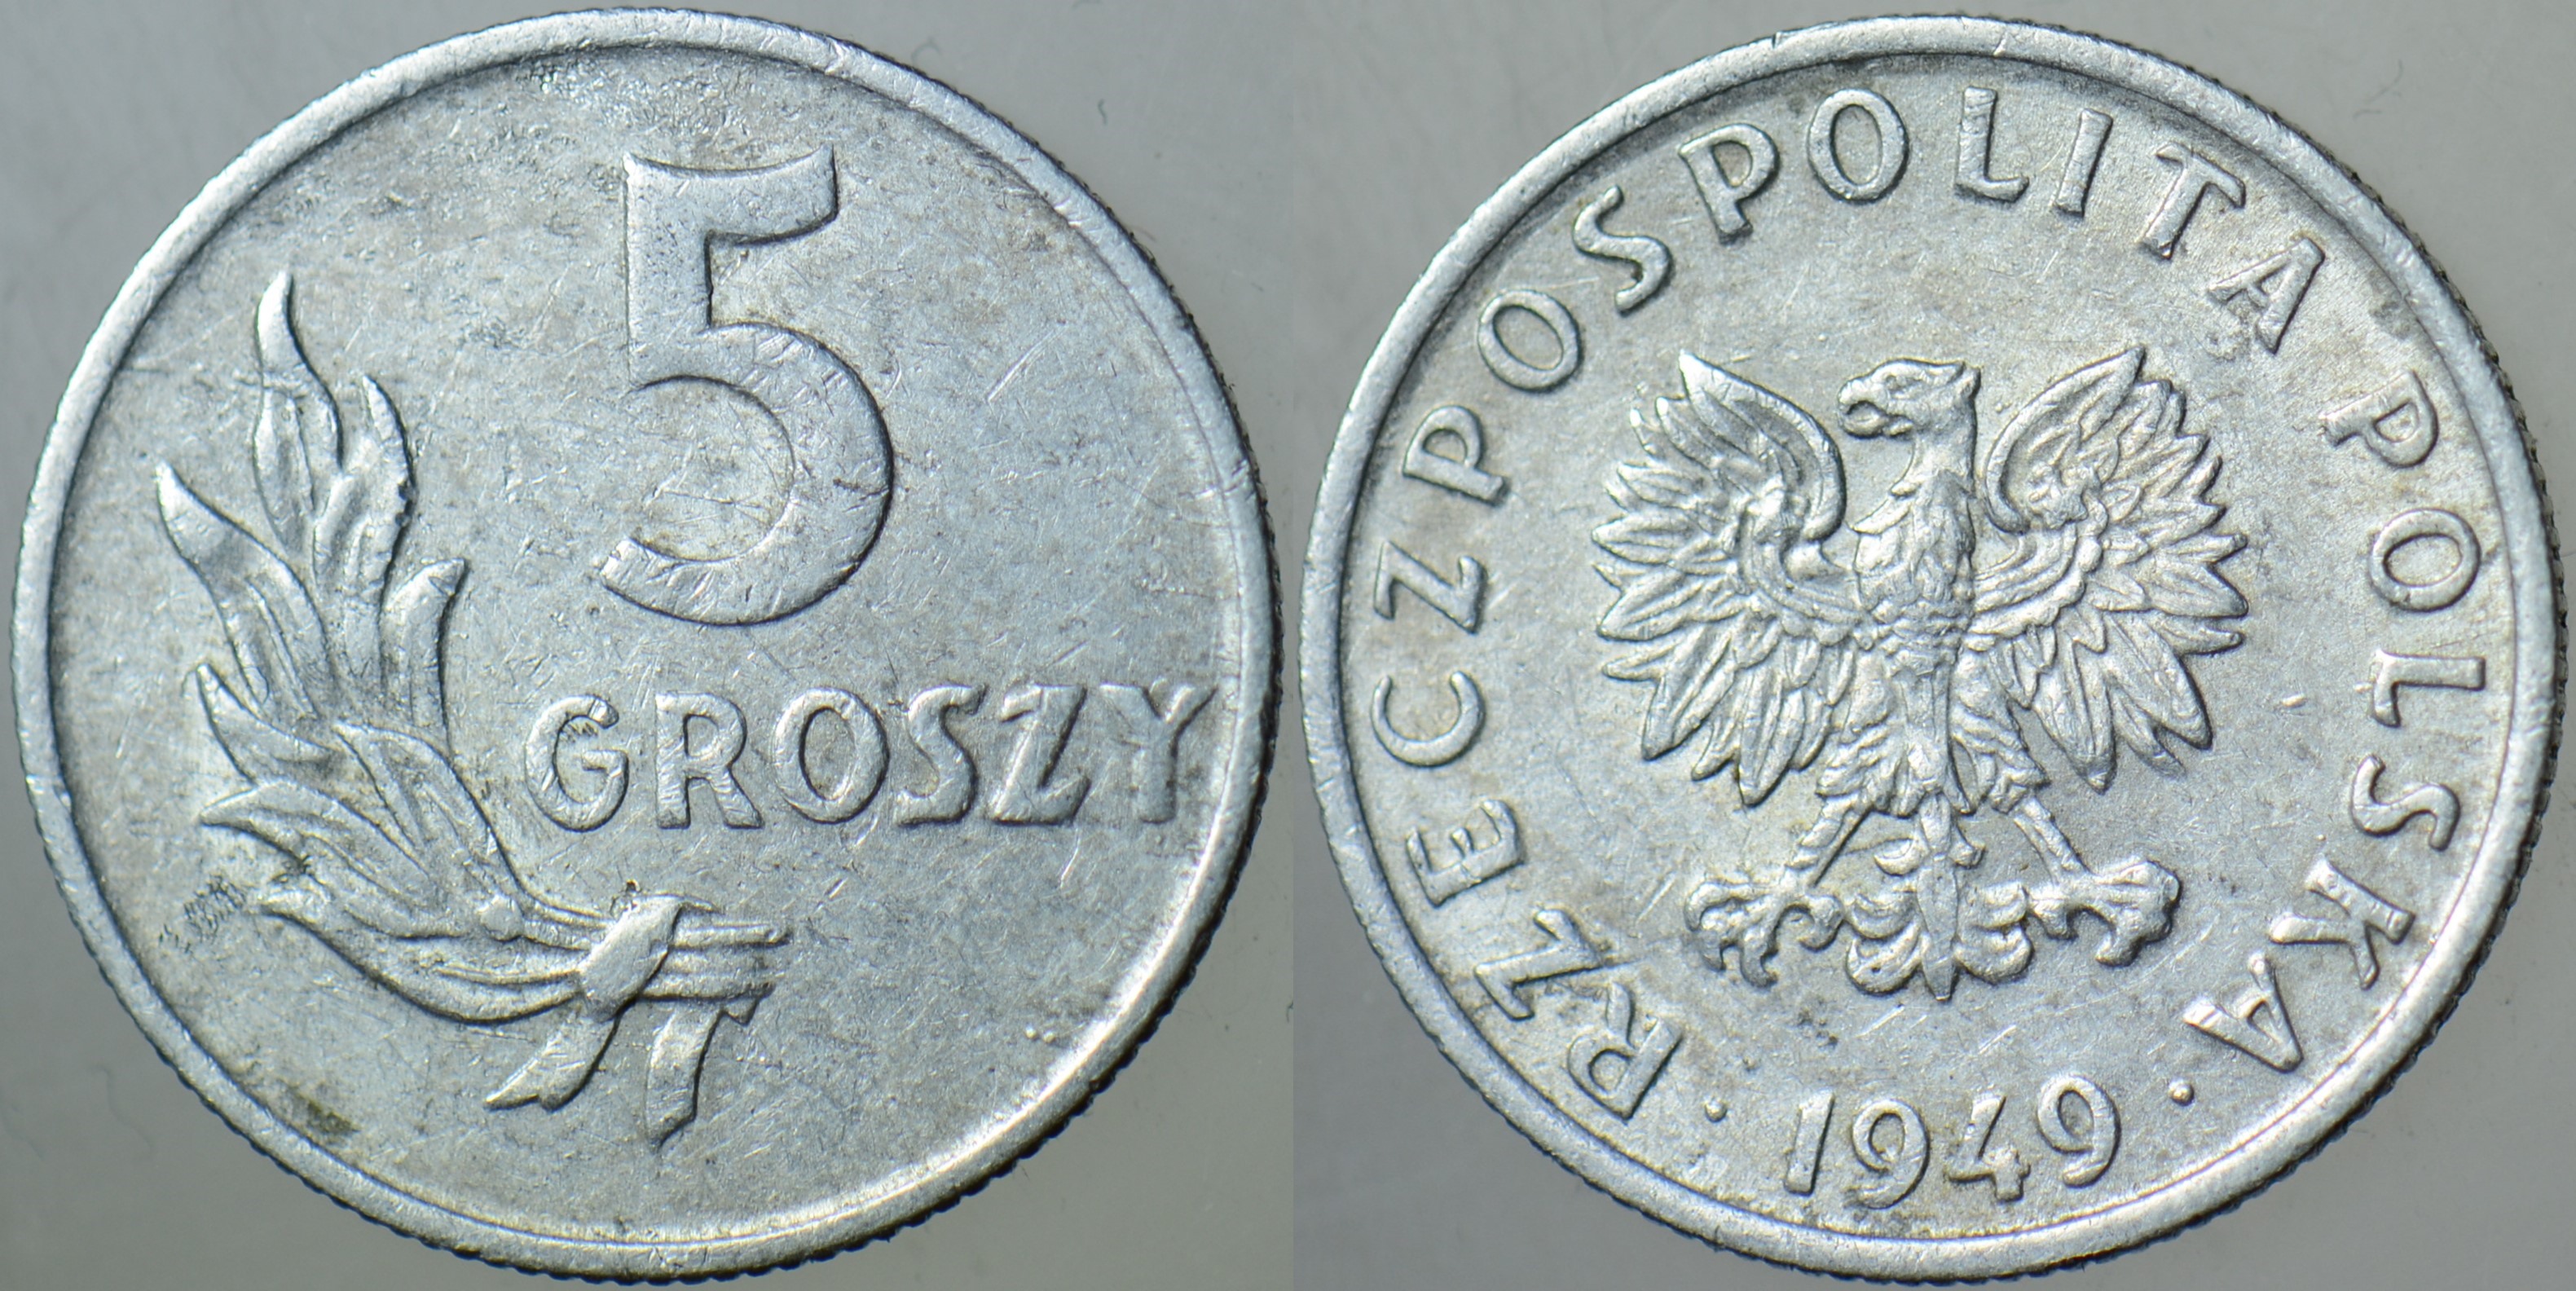 5
GROSZY
RZECZPOSPOLITA POLSKA
· 1949 ·